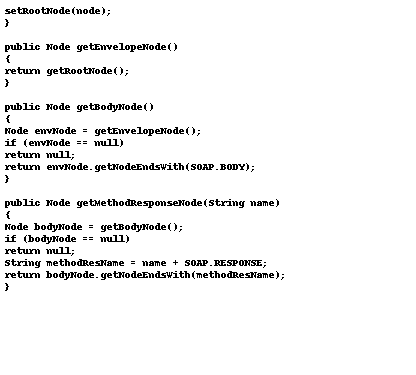 setRootNode(node);
}
public Node getEnvelopeNode()
{
return getRootNode();
}
public Node getBodyNode()
{
Node envNode = getEnvelopeNode();
if (envNode == null)
return null;
return envNode.getNodeEndsWith(SOAP.BODY);
}
public Node getMethodResponseNode(String name)
{
Node bodyNode = getBodyNode();
if (bodyNode == null)
return null;
String methodResName = name + SOAP.RESPONSE;
return bodyNode.getNodeEndsWith(methodResName);
}